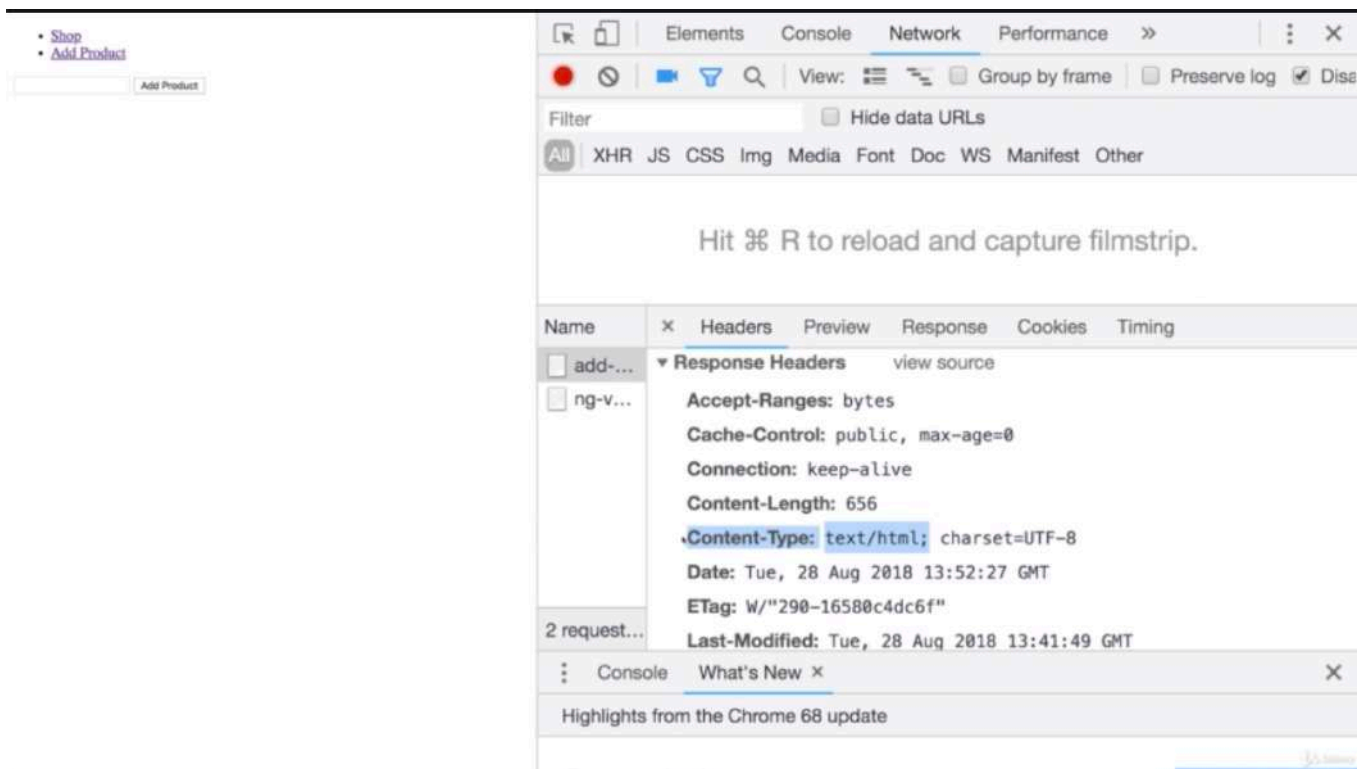 Shop
Add Product
Add Product
Elements Console Network Performance »
View: Group by frame Preserve log Disa
Filter Hide data URLs
All XHR JS CSS Img Media Font Doc WS Manifest Other
Hit ⌘ R to reload and capture filmstrip.
Name × Headers Preview Response Cookies Timing
add-... ▼ Response Headers view source
ng-v... Accept-Ranges: bytes
Cache-Control: public, max-age=0
Connection: keep-alive
Content-Length: 656
Content-Type: text/html; charset=UTF-8
Date: Tue, 28 Aug 2018 13:52:27 GMT
ETag: W/"290-16580c4dc6f"
2 request... Last-Modified: Tue, 28 Aug 2018 13:41:49 GMT
Console What's New ×
Highlights from the Chrome 68 update